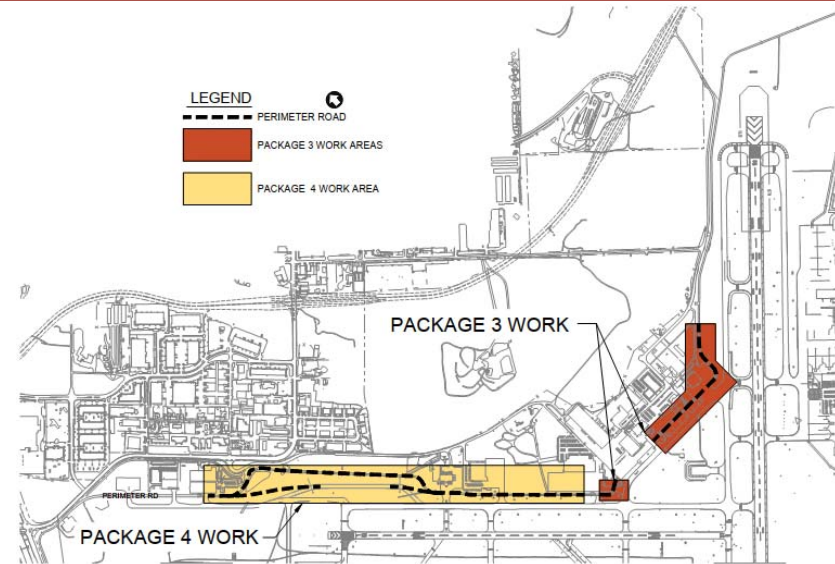 LEGEND
PERIMETER ROAD
PACKAGE 3 WORK AREAS
PACKAGE 4 WORK AREA
PACKAGE 3 WORK
PERIMETER RD
PACKAGE 4 WORK